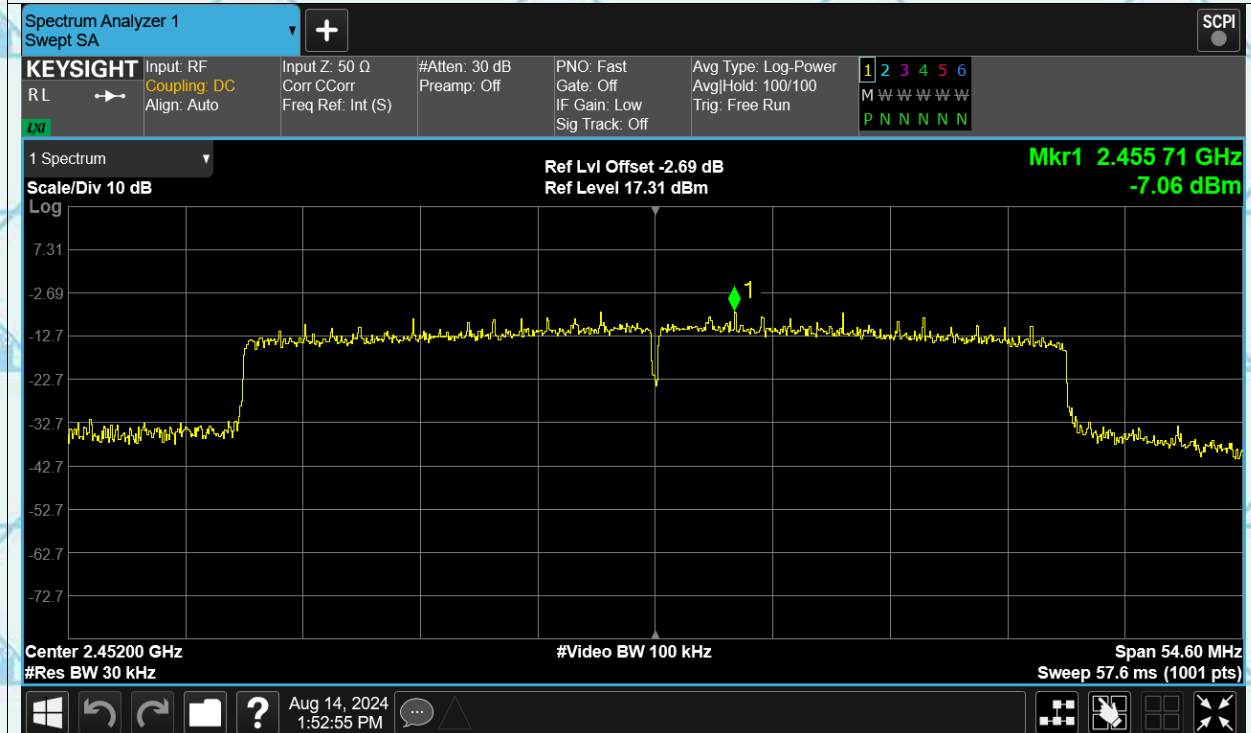 Spectrum Analyzer 1
Swept SA
SCPI
KEYSIGHT
RL
LXI
Input: RF
Coupling: DC
Align: Auto
Input Z: 50 Ω
Corr CCorr
Freq Ref: Int (S)
#Atten: 30 dB
Preamp: Off
PNO: Fast
Gate: Off
IF Gain: Low
Sig Track: Off
Avg Type: Log-Power
Avg|Hold: 100/100
Trig: Free Run
1 2 3 4 5 6
M W W W W W
P N N N N N
1 Spectrum
Scale/Div 10 dB
Log
Ref Lvl Offset -2.69 dB
Ref Level 17.31 dBm
Mkr1 2.455 71 GHz
-7.06 dBm
7.31
-2.69
-12.7
-22.7
-32.7
-42.7
-52.7
-62.7
-72.7
1
Center 2.45200 GHz
#Res BW 30 kHz
#Video BW 100 kHz
Span 54.60 MHz
Sweep 57.6 ms (1001 pts)
?
Aug 14, 2024
1:52:55 PM